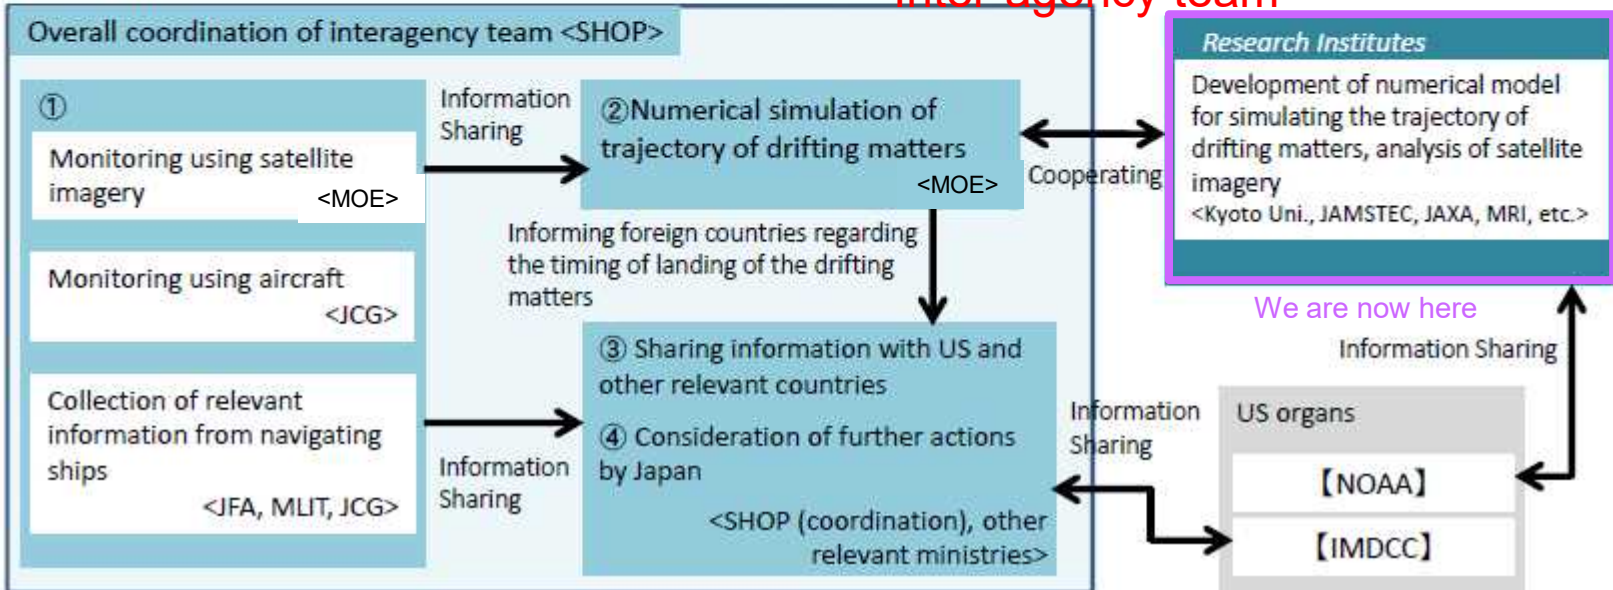 inter-agency team
Overall coordination of interagency team <SHOP>
①
Monitoring using satellite
imagery
<MOE>
Monitoring using aircraft
<JCG>
Collection of relevant
information from navigating
ships
<JFA, MLIT, JCG>
Information
Sharing
②Numerical simulation of
trajectory of drifting matters
<MOE>
Informing foreign countries regarding
the timing of landing of the drifting
matters
Information
Sharing
③ Sharing information with US and
other relevant countries
④ Consideration of further actions
by Japan
<SHOP (coordination), other
relevant ministries>
Cooperating
Research Institutes
Development of numerical model
for simulating the trajectory of
drifting matters, analysis of satellite
imagery
<Kyoto Uni., JAMSTEC, JAXA, MRI, etc.>
We are now here
Information Sharing
Information
Sharing
US organs
【NOAA】
【IMDCC】